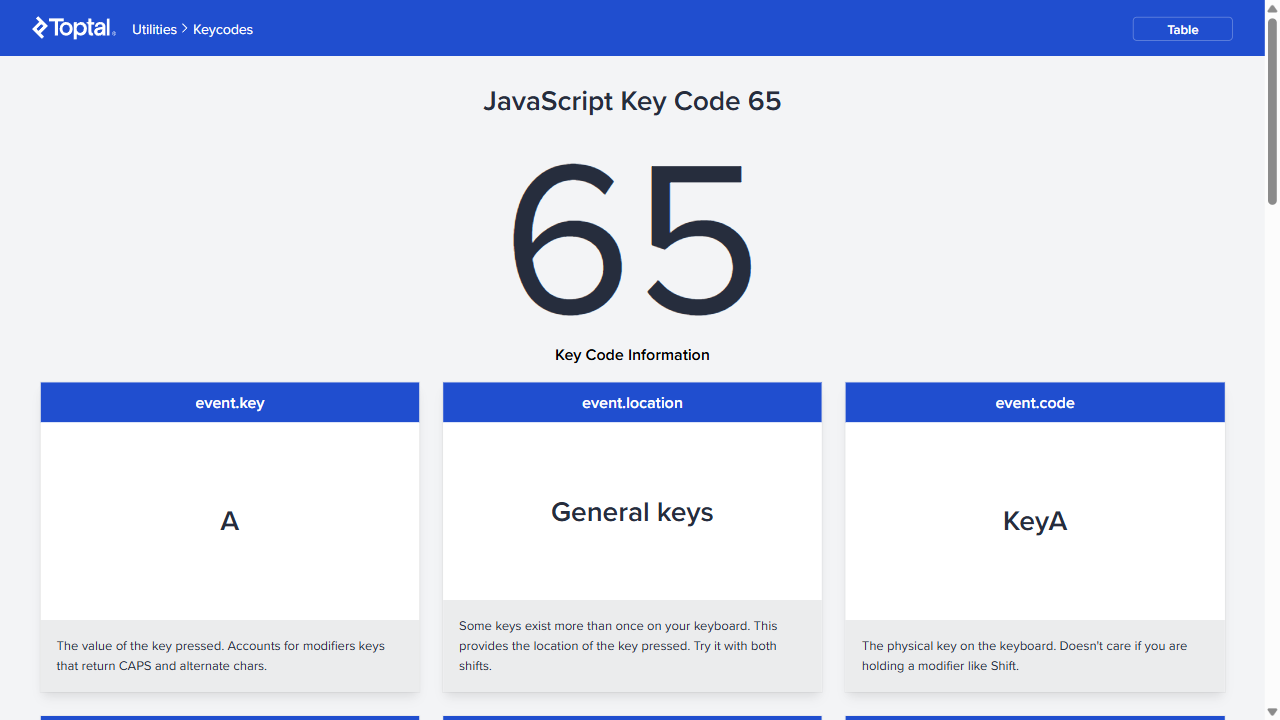 Toptal®
Utilities > Keycodes
Table
JavaScript Key Code 65
65
Key Code Information
event.key
A
The value of the key pressed. Accounts for modifiers keys
that return CAPS and alternate chars.
event.location
General keys
Some keys exist more than once on your keyboard. This
provides the location of the key pressed. Try it with both
shifts.
event.code
KeyA
The physical key on the keyboard. Doesn't care if you are
holding a modifier like Shift.